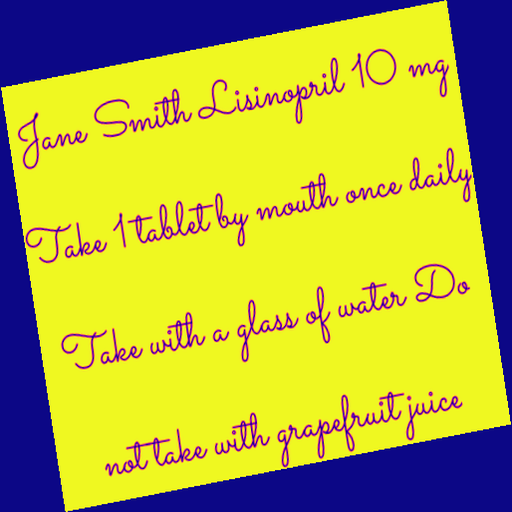 Jane Smith Lisinopril 10 mg
Take 1 tablet by mouth once daily
Take with a glass of water Do
not take with grapefruit juice